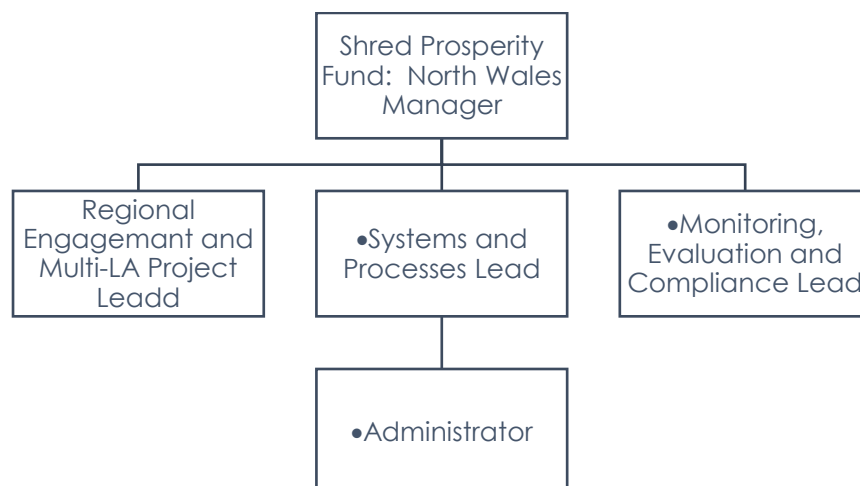 Shred Prosperity
Fund:  North Wales
Manager
Regional
Engagemant and
Multi-LA Project
Leadd
•Systems and
Processes Lead
•Monitoring,
Evaluation and
Compliance Lead
•Administrator